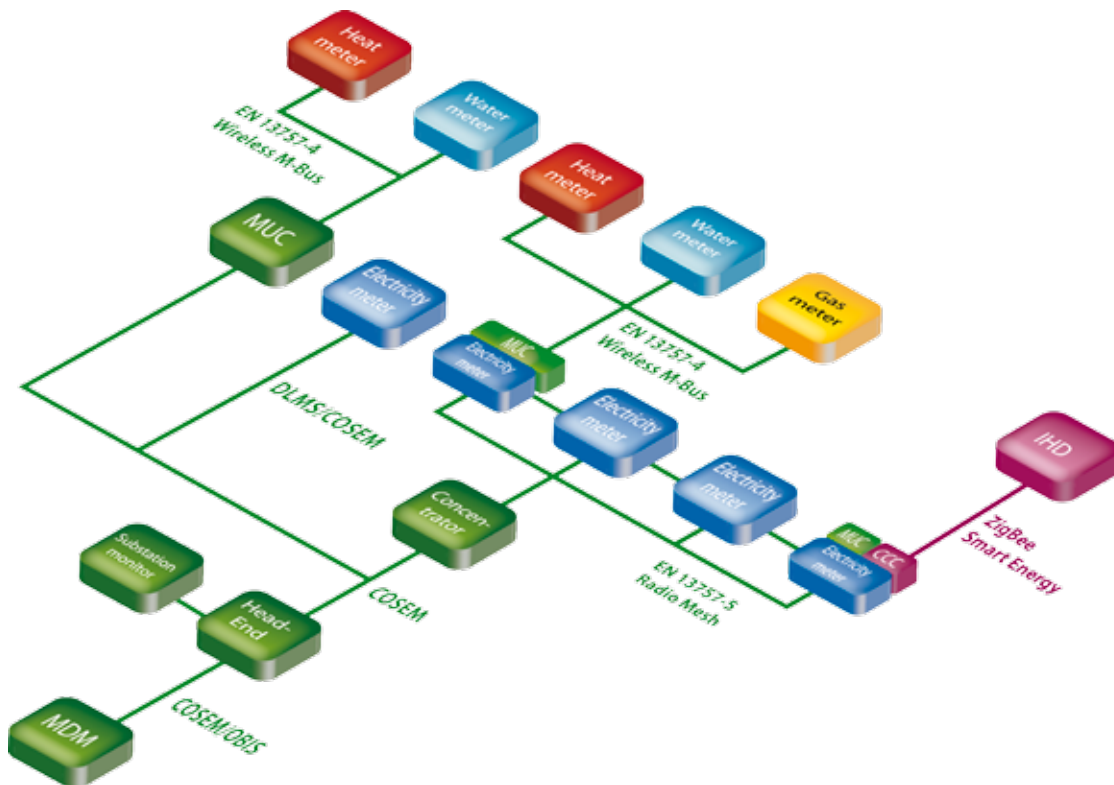 Heat
meter
EN 13757-4
Wireless M-Bus
Water
meter
Heat
meter
MUC
Water
meter
Electricity
meter
Gas
meter
MUC
Electricity
meter
EN 13757-4
Wireless M-Bus
DLMS/COSEM
Electricity
meter
IHD
Electricity
meter
Concen-
trator
ZigBee
Smart Energy
MUC
CCC
Electricity
meter
Substation
monitor
EN 13757-5
Radio Mesh
COSEM
Head-
End
COSEM/OBIS
MDM